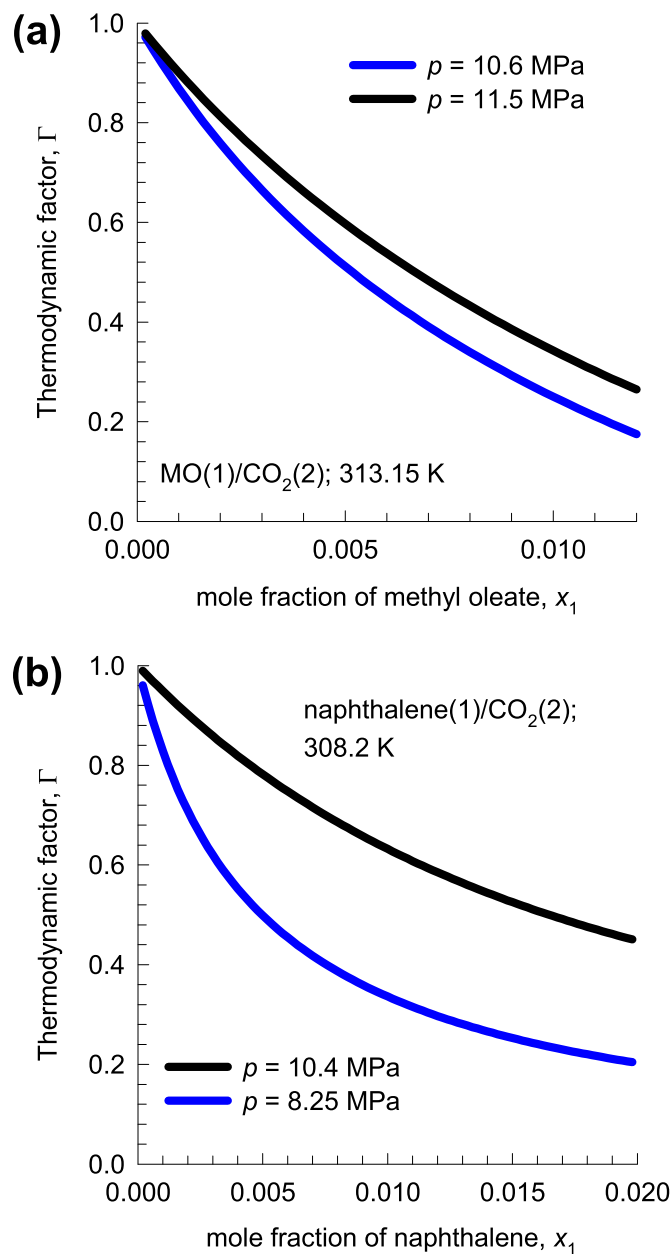 (a)
1.0
0.8
0.6
0.4
0.2
0.0
Thermodynamic factor, Γ
p = 10.6 MPa
p = 11.5 MPa
MO(1)/CO₂(2); 313.15 K
0.000 0.005 0.010
mole fraction of methyl oleate, x₁
(b)
1.0
0.8
0.6
0.4
0.2
0.0
Thermodynamic factor, Γ
naphthalene(1)/CO₂(2);
308.2 K
p = 10.4 MPa
p = 8.25 MPa
0.000 0.005 0.010 0.015 0.020
mole fraction of naphthalene, x₁